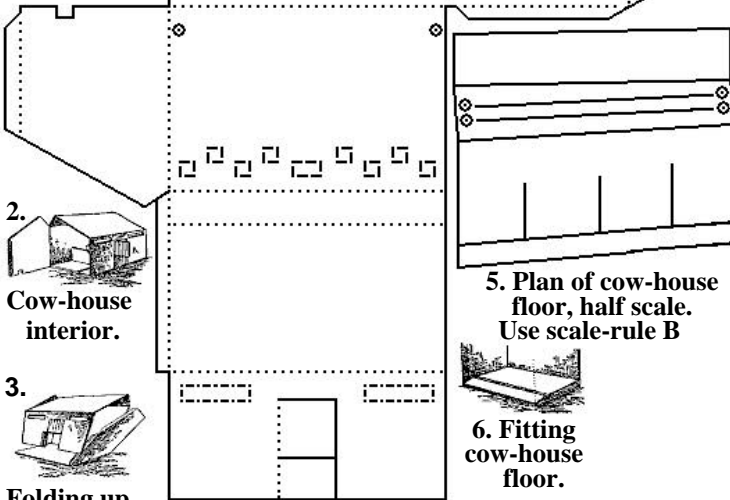 2.
Cow-house
interior.
3.
Folding up
5. Plan of cow-house
floor, half scale.
Use scale-rule B
6. Fitting
cow-house
floor.